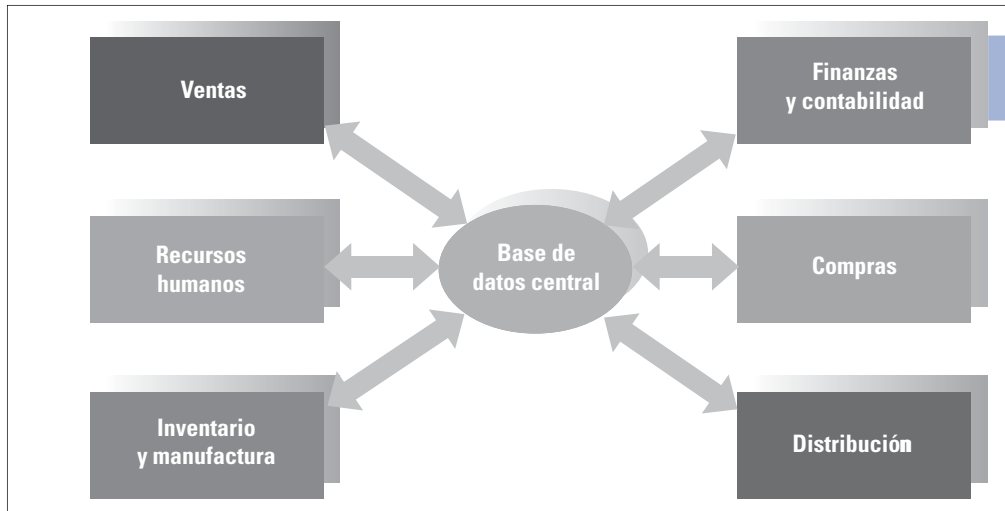 Ventas
Finanzas
y contabilidad
Recursos
humanos
Base de
datos central
Compras
Inventario
y manufactura
Distribución